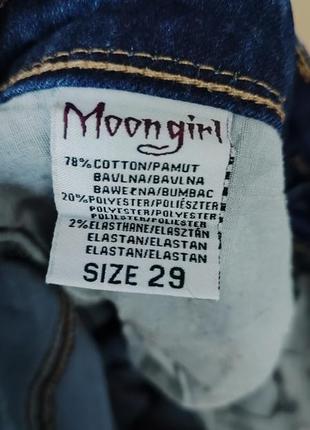 Moongirl
78% COTTON/PAMUT
BAVLNA/BAVLNA
BAWEŁNA/BUMBAC
20% POLYESTER/POLIÉSZTER
POLYESTER/POLYESTER
POLIESTER/POLIESTER
2% ELASTHANE/ELASZTÁN
ELASTAN/ELASTAN
ELASTAN/ELASTAN
SIZE 29